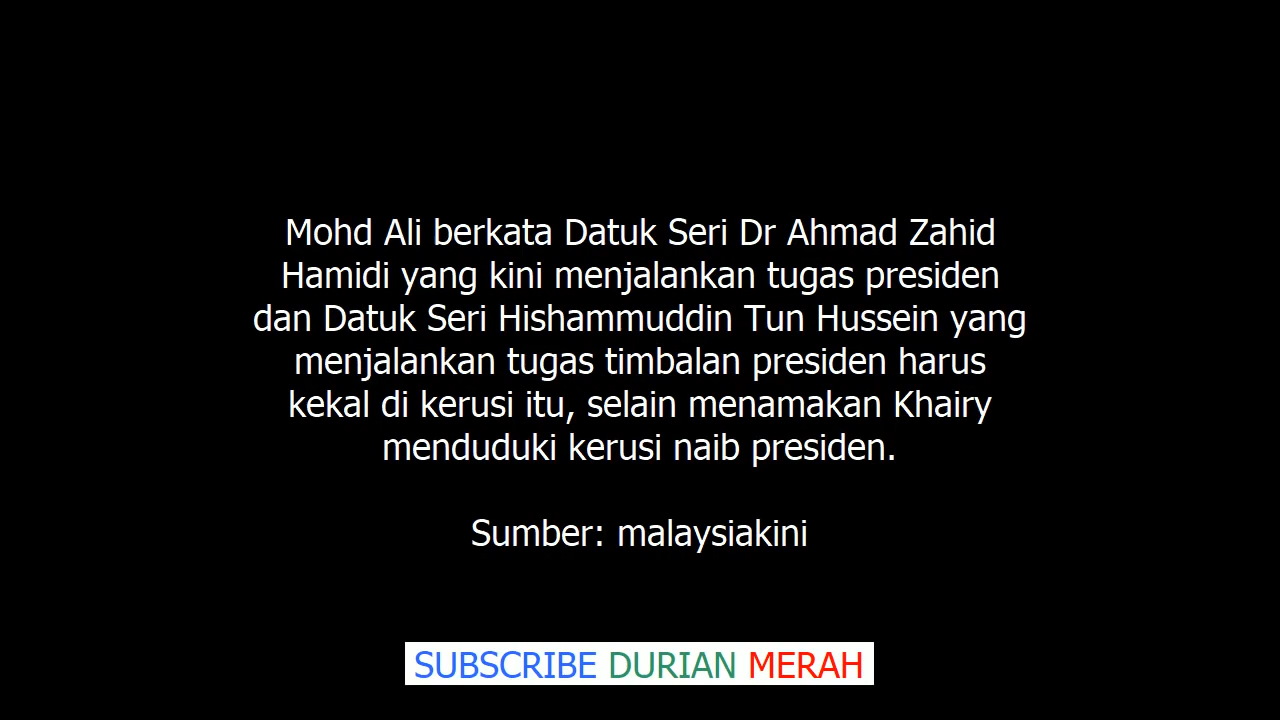 Mohd Ali berkata Datuk Seri Dr Ahmad Zahid
Hamidi yang kini menjalankan tugas presiden
dan Datuk Seri Hishammuddin Tun Hussein yang
menjalankan tugas timbalan presiden harus
kekal di kerusi itu, selain menamakan Khairy
menduduki kerusi naib presiden.
Sumber: malaysiakini
SUBSCRIBE DURIAN MERAH